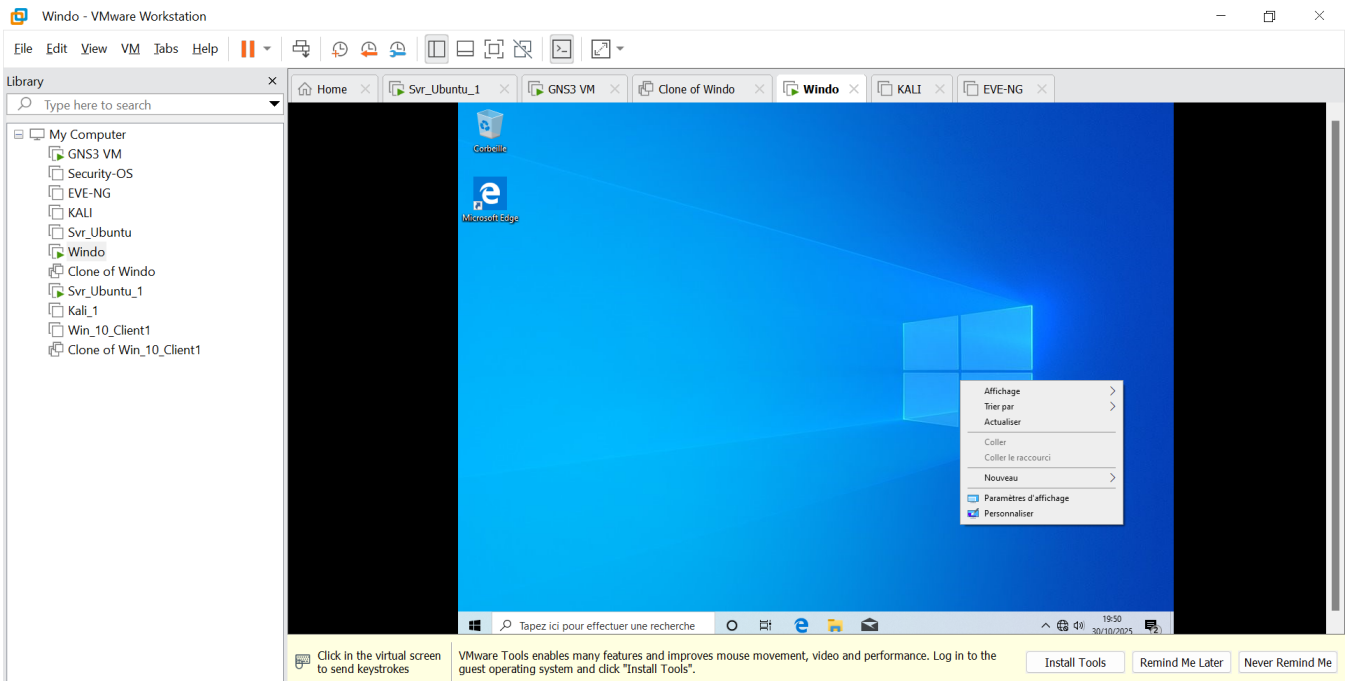 Windo - VMware Workstation
File Edit View VM Tabs Help
Library
Home
Svr_Ubuntu_1
GNS3 VM
Clone of Windo
Windo
KALI
EVE-NG
Type here to search
My Computer
GNS3 VM
Security-OS
EVE-NG
KALI
Svr_Ubuntu
Windo
Clone of Windo
Svr_Ubuntu_1
Kali_1
Win_10_Client1
Clone of Win_10_Client1
Corbeille
Microsoft Edge
Affichage
Trier par
Actualiser
Coller
Coller le raccourci
Nouveau
Paramètres d'affichage
Personnaliser
Tapez ici pour effectuer une recherche
19:50
30/10/2025
2
Click in the virtual screen
to send keystrokes
VMware Tools enables many features and improves mouse movement, video and performance. Log in to the
guest operating system and click "Install Tools".
Install Tools
Remind Me Later
Never Remind Me